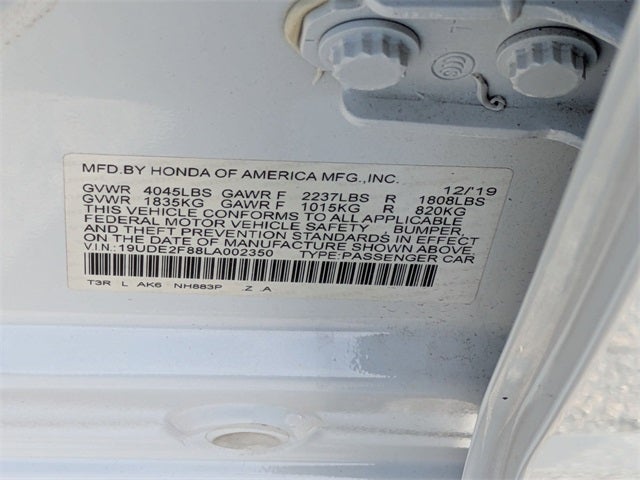 MFD.BY HONDA OF AMERICA MFG.,INC. 12/'19
GVWR 4045LBS GAWR F 2237LBS R 1808LBS
GVWR 1835KG GAWR F 1015KG R 820KG
THIS VEHICLE CONFORMS TO ALL APPLICABLE
FEDERAL MOTOR VEHICLE SAFETY , BUMPER,
AND THEFT PREVENTION STANDARDS IN EFFECT
ON THE DATE OF MANUFACTURE SHOWN ABOVE.
V.I.N:19UDE2F88LA002350 TYPE:PASSENGER CAR
T3R L AK6 NH883P Z A